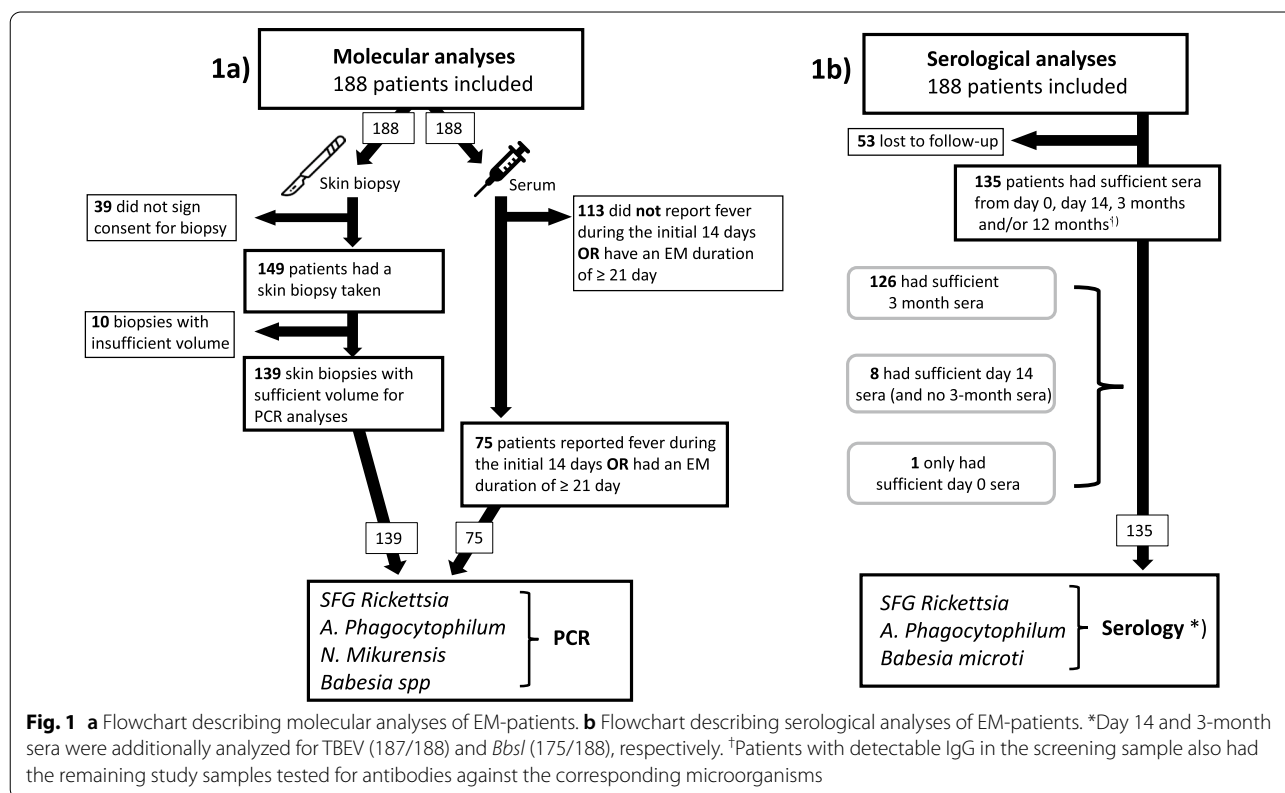 1a)
Molecular analyses
188 patients included
188
188
Skin biopsy
Serum
39 did not sign
consent for biopsy
113 did not report fever
during the initial 14 days
OR have an EM duration
of ≥ 21 day
149 patients had a
skin biopsy taken
10 biopsies with
insufficient volume
139 skin biopsies with
sufficient volume for
PCR analyses
75 patients reported fever during
the initial 14 days OR had an EM
duration of ≥ 21 day
139
75
SFG Rickettsia
A. Phagocytophilum
N. Mikurensis
Babesia spp
PCR
1b)
Serological analyses
188 patients included
53 lost to follow-up
135 patients had sufficient sera
from day 0, day 14, 3 months
and/or 12 months†)
126 had sufficient
3 month sera
8 had sufficient day 14
sera (and no 3-month sera)
1 only had
sufficient day 0 sera
135
SFG Rickettsia
A. Phagocytophilum
Babesia microti
Serology *)
Fig. 1 a Flowchart describing molecular analyses of EM-patients. b Flowchart describing serological analyses of EM-patients. *Day 14 and 3-month
sera were additionally analyzed for TBEV (187/188) and Bbsl (175/188), respectively. †Patients with detectable IgG in the screening sample also had
the remaining study samples tested for antibodies against the corresponding microorganisms